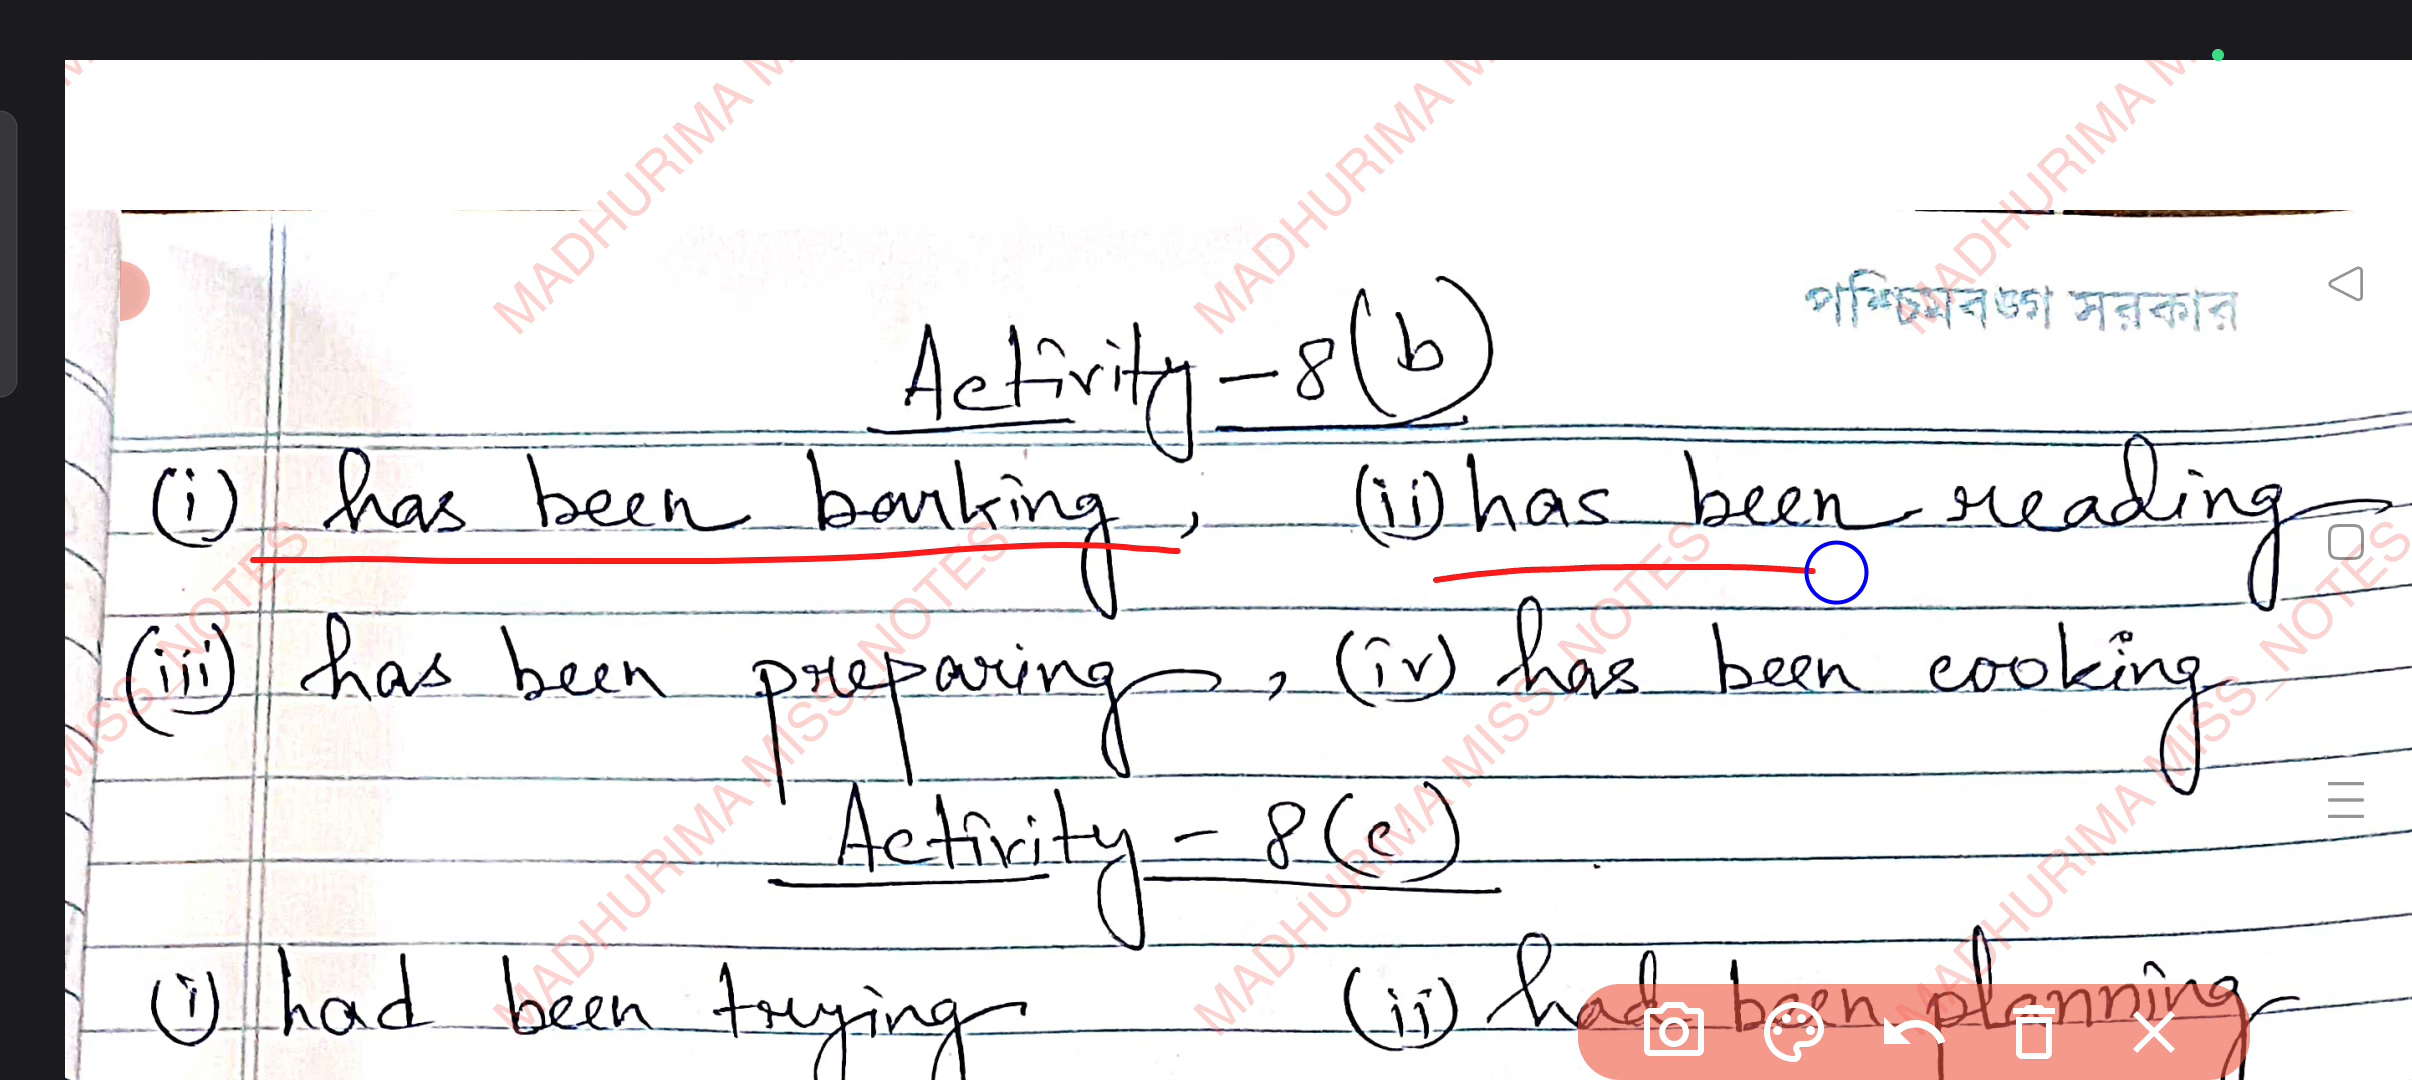 পশ্চিমবঙ্গ সরকার
Activity - 8(b)
(i) has been barking, (ii) has been reading
(iii) has been preparing, (iv) has been cooking
Activity - 8(c)
(i) had been trying (ii) had been planning
MADHURIMA MISS_NOTES